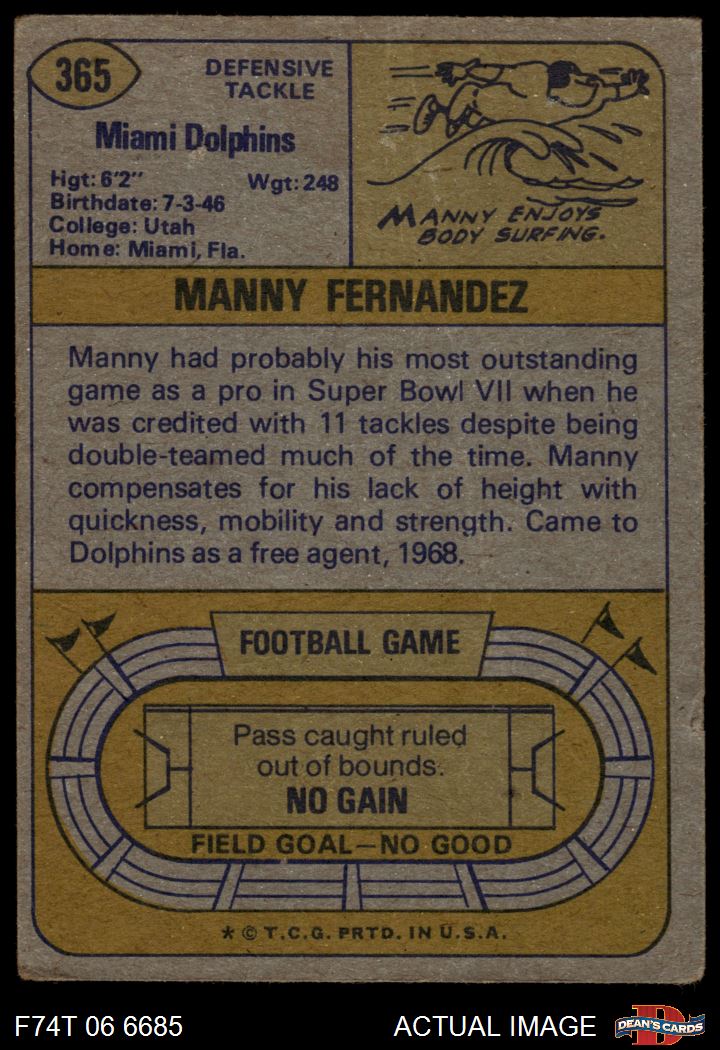 365
DEFENSIVE
TACKLE
Miami Dolphins
Hgt: 6'2" Wgt: 248
Birthdate: 7-3-46
College: Utah
Home: Miami, Fla.
MANNY ENJOYS
BODY SURFING.
MANNY FERNANDEZ
Manny had probably his most outstanding
game as a pro in Super Bowl VII when he
was credited with 11 tackles despite being
double-teamed much of the time. Manny
compensates for his lack of height with
quickness, mobility and strength. Came to
Dolphins as a free agent, 1968.
FOOTBALL GAME
Pass caught ruled
out of bounds.
NO GAIN
FIELD GOAL—NO GOOD
* © T.C.G. PRTD. IN U.S.A.
F74T 06 6685 ACTUAL IMAGE
D
DEAN'S CARDS